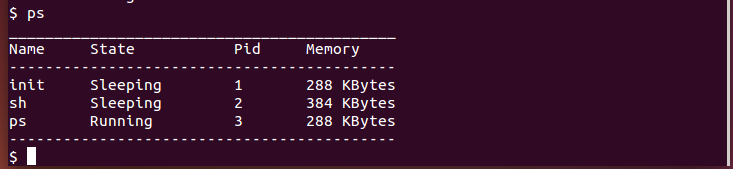 $ ps
___________________________________________
Name     State           Pid     Memory
-------------------------------------------
init     Sleeping        1       288 KBytes
sh       Sleeping        2       384 KBytes
ps       Running         3       288 KBytes
-------------------------------------------
$